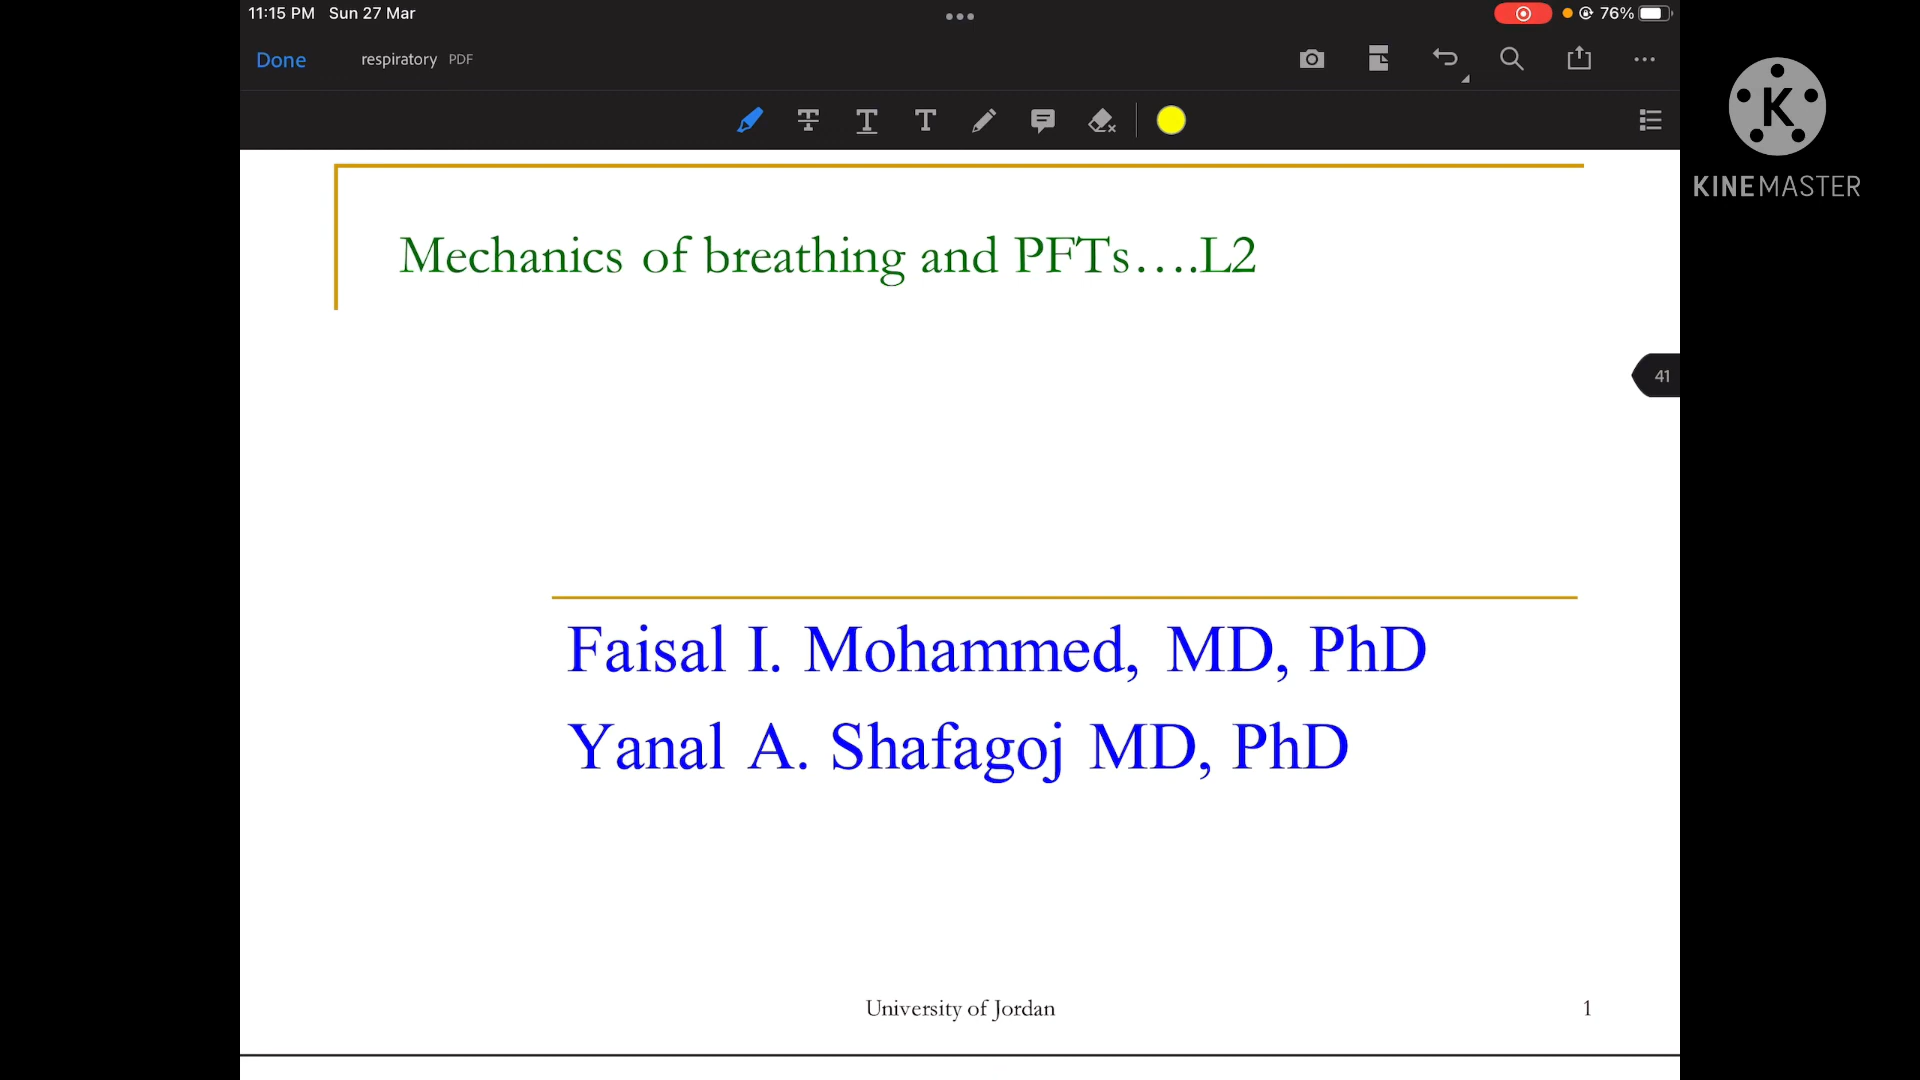 11:15 PM Sun 27 Mar
76%
Done respiratory PDF
KINEMASTER
Mechanics of breathing and PFTs....L2
41
Faisal I. Mohammed, MD, PhD
Yanal A. Shafagoj MD, PhD
University of Jordan 1